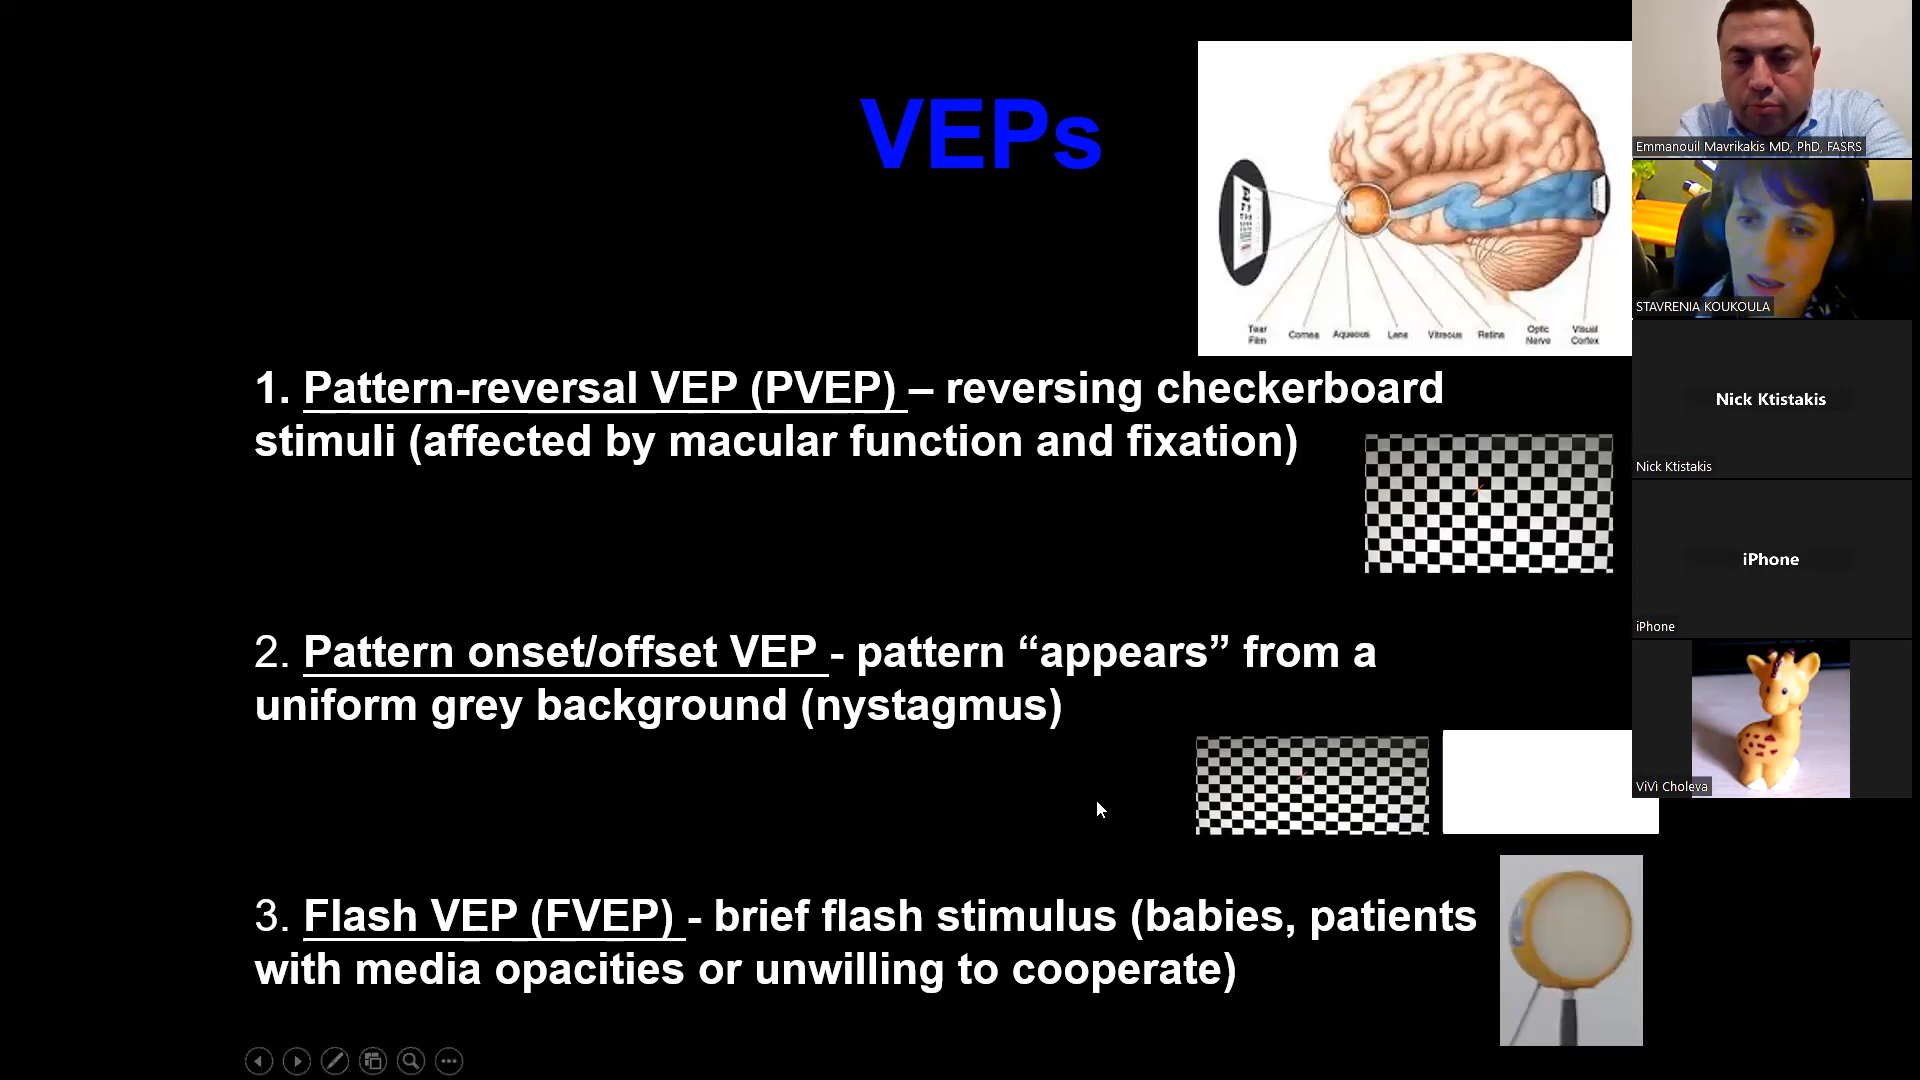 VEPs
Tear
Film
Cornea
Aqueous
Lens
Vitreous
Retina
Optic
Nerve
Visual
Cortex
1. Pattern-reversal VEP (PVEP) – reversing checkerboard
stimuli (affected by macular function and fixation)
2. Pattern onset/offset VEP - pattern “appears” from a
uniform grey background (nystagmus)
3. Flash VEP (FVEP) - brief flash stimulus (babies, patients
with media opacities or unwilling to cooperate)
Emmanouil Mavrikakis MD, PhD, FASRS
STAVRENIA KOUKOULA
Nick Ktistakis
Nick Ktistakis
iPhone
iPhone
ViVi Choleva